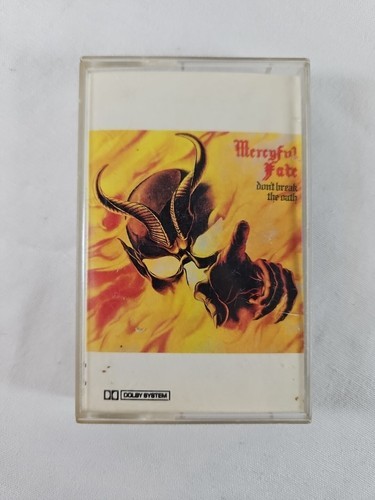 Mercyful
Fate
don't break
the oath
DOLBY SYSTEM